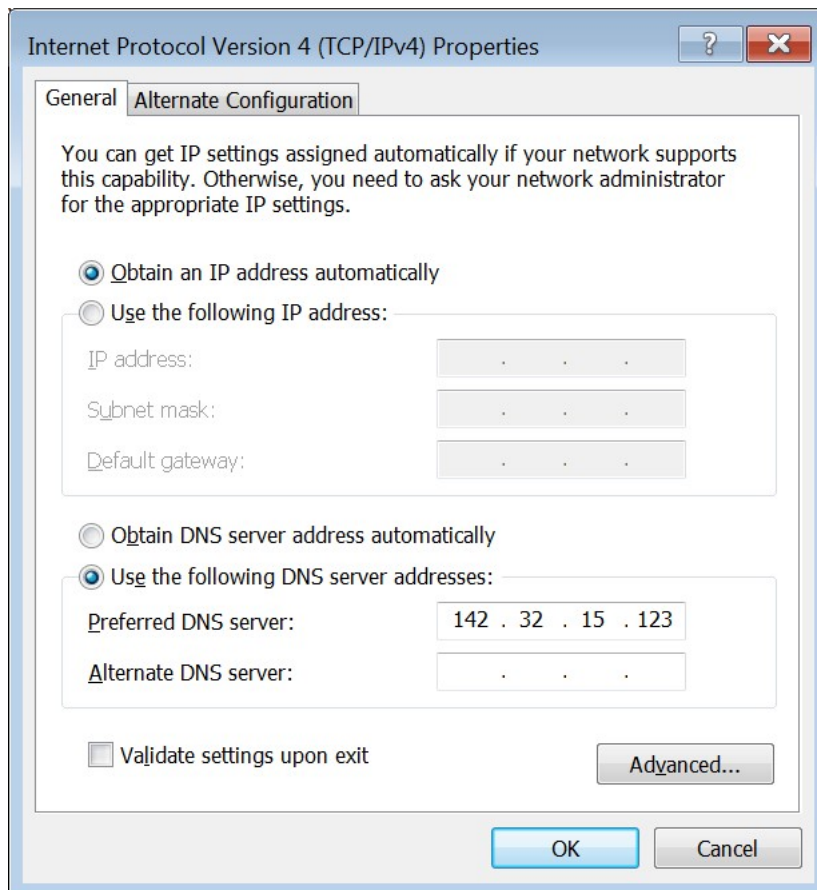 Internet Protocol Version 4 (TCP/IPv4) Properties
?
X
General
Alternate Configuration
You can get IP settings assigned automatically if your network supports
this capability. Otherwise, you need to ask your network administrator
for the appropriate IP settings.
Obtain an IP address automatically
Use the following IP address:
IP address: . . .
Subnet mask: . . .
Default gateway: . . .
Obtain DNS server address automatically
Use the following DNS server addresses:
Preferred DNS server: 142 . 32 . 15 . 123
Alternate DNS server: . . .
Validate settings upon exit
Advanced...
OK
Cancel